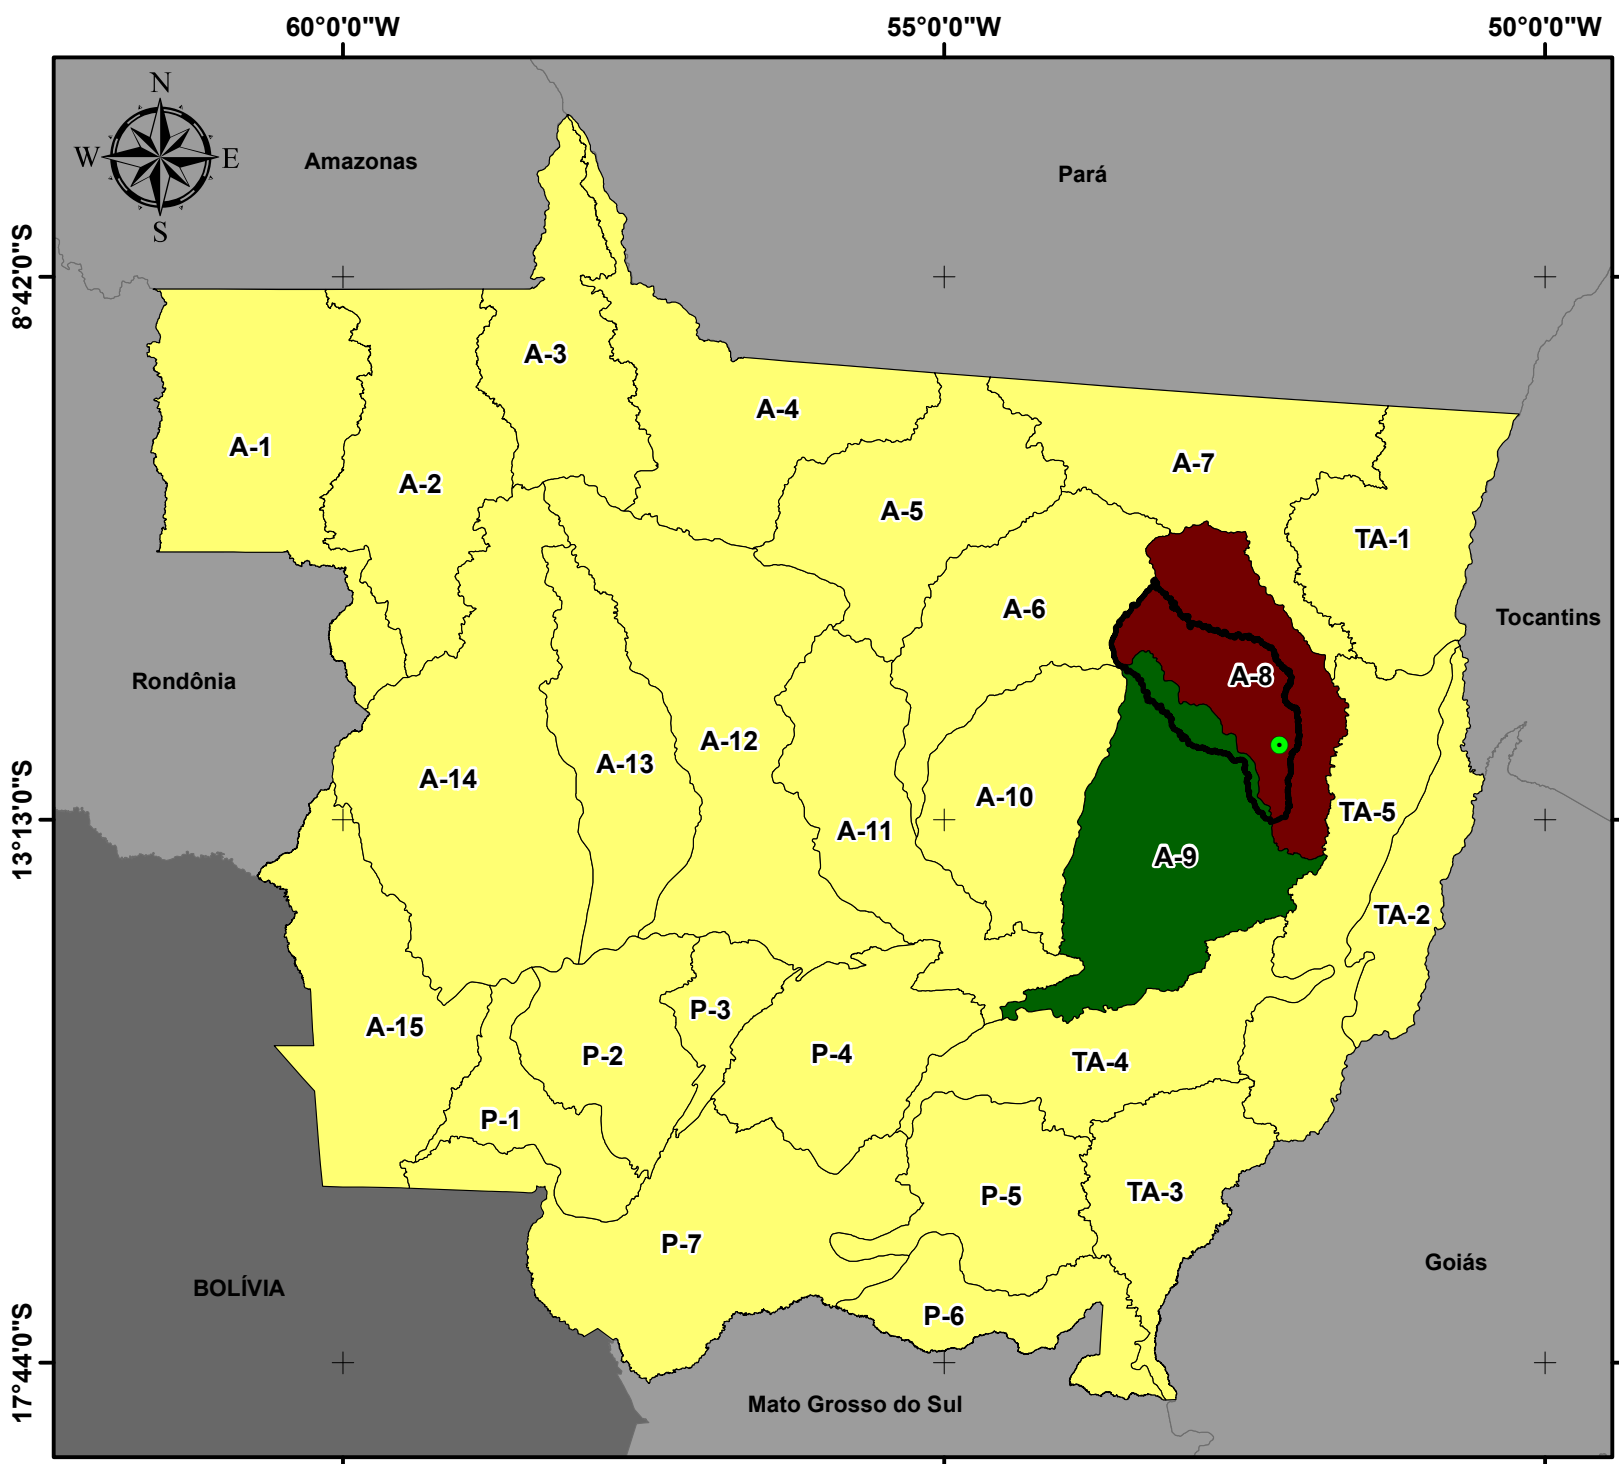 60°0'0"W
55°0'0"W
50°0'0"W
N
W
E
S
Amazonas
Pará
8°42'0"S
A-3
A-4
A-1
A-7
A-2
A-5
TA-1
A-6
Tocantins
Rondônia
A-8
A-12
A-13
A-14
A-10
TA-5
13°13'0"S
A-11
A-9
TA-2
P-3
A-15
P-4
P-2
TA-4
P-1
TA-3
P-5
P-7
Goiás
BOLÍVIA
P-6
17°44'0"S
Mato Grosso do Sul